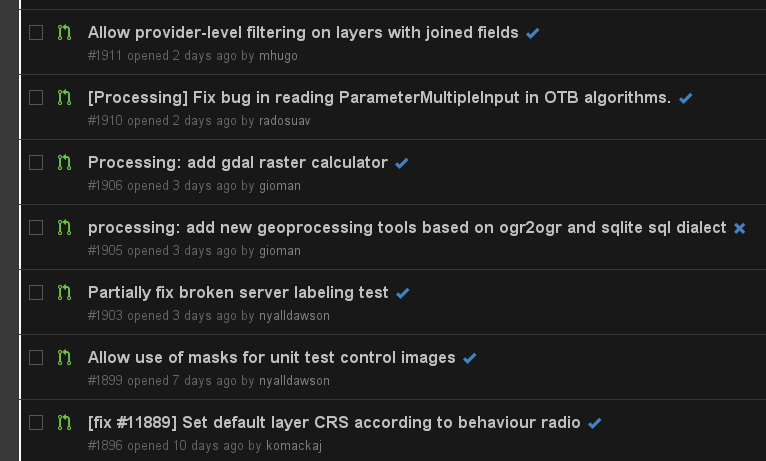 Allow provider-level filtering on layers with joined fields
#1911 opened 2 days ago by mhugo
[Processing] Fix bug in reading ParameterMultipleInput in OTB algorithms.
#1910 opened 2 days ago by radosuav
Processing: add gdal raster calculator
#1906 opened 3 days ago by gioman
processing: add new geoprocessing tools based on ogr2ogr and sqlite sql dialect
#1905 opened 3 days ago by gioman
Partially fix broken server labeling test
#1903 opened 3 days ago by nyalldawson
Allow use of masks for unit test control images
#1899 opened 7 days ago by nyalldawson
[fix #11889] Set default layer CRS according to behaviour radio
#1896 opened 10 days ago by komackaj